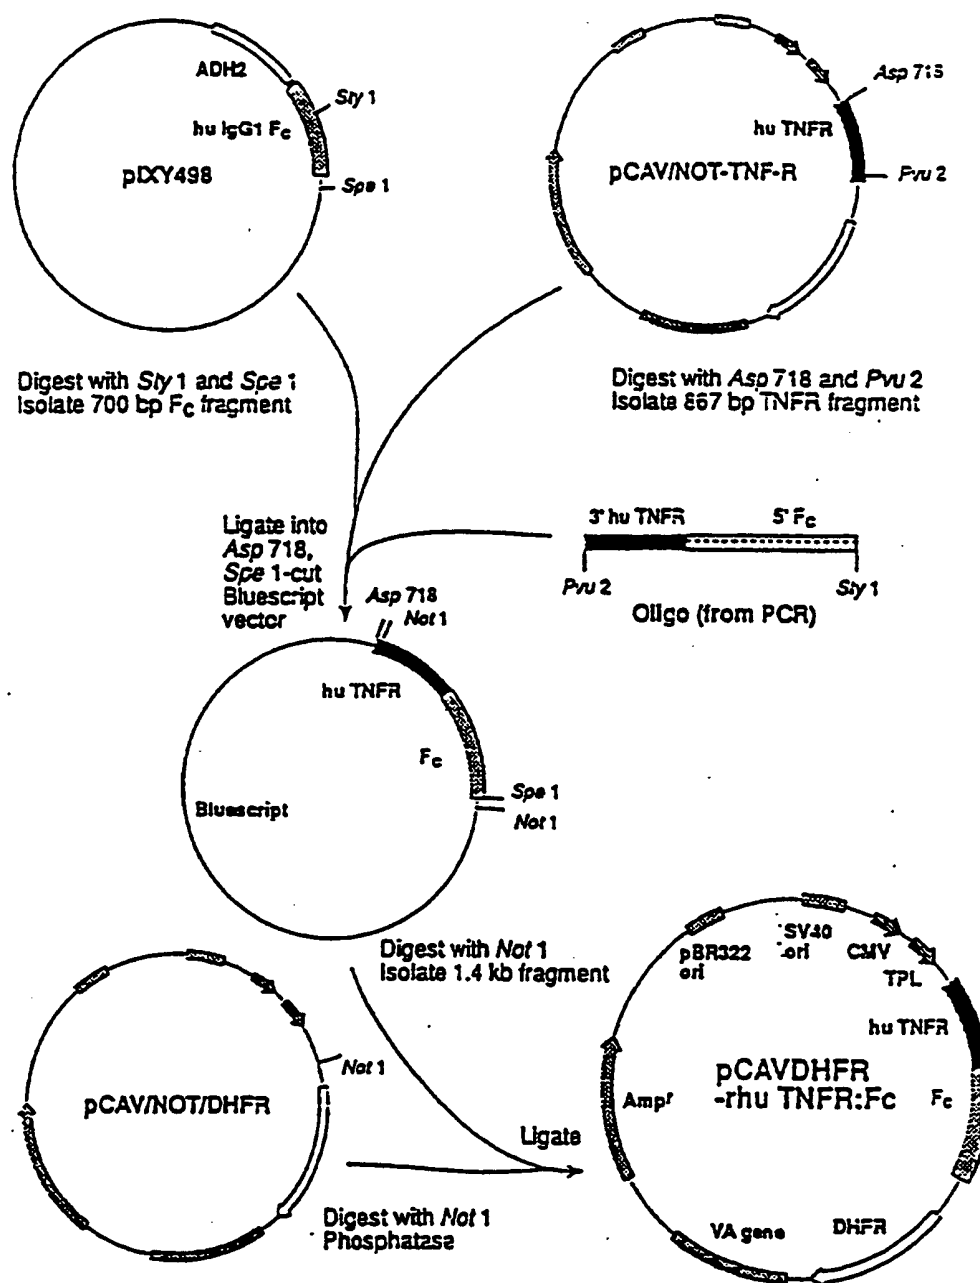 ADH2
Sty 1
hu IgG1 Fc
pIXY498
Spe 1
Asp 718
hu TNFR
pCAV/NOT-TNF-R
Pvu 2
Digest with Sty 1 and Spe 1
Isolate 700 bp Fc fragment
Digest with Asp 718 and Pvu 2
Isolate 867 bp TNFR fragment
Ligate into
Asp 718,
Spe 1-cut
Bluescript
vector
3' hu TNFR 5' Fc
Pvu 2 Sty 1
Oligo (from PCR)
Asp 718
Not 1
hu TNFR
Fc
Bluescript
Spe 1
Not 1
Digest with Not 1
Isolate 1.4 kb fragment
pCAV/NOT/DHFR
Not 1
Digest with Not 1
Phosphatase
Ligate
pBR322
ori
SV40
ori
CMV
TPL
hu TNFR
pCAVDHFR
-rhu TNFR:Fc
Fc
Ampr
VA gene
DHFR